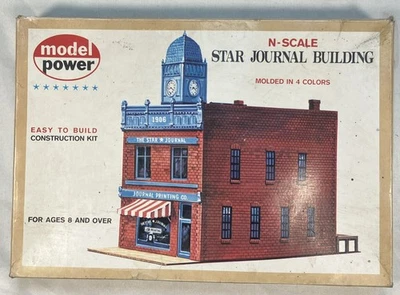 model
power
N-SCALE
STAR JOURNAL BUILDING
MOLDED IN 4 COLORS
EASY TO BUILD
CONSTRUCTION KIT
FOR AGES 8 AND OVER
1906
THE STAR ★ JOURNAL
JOURNAL PRINTING CO.